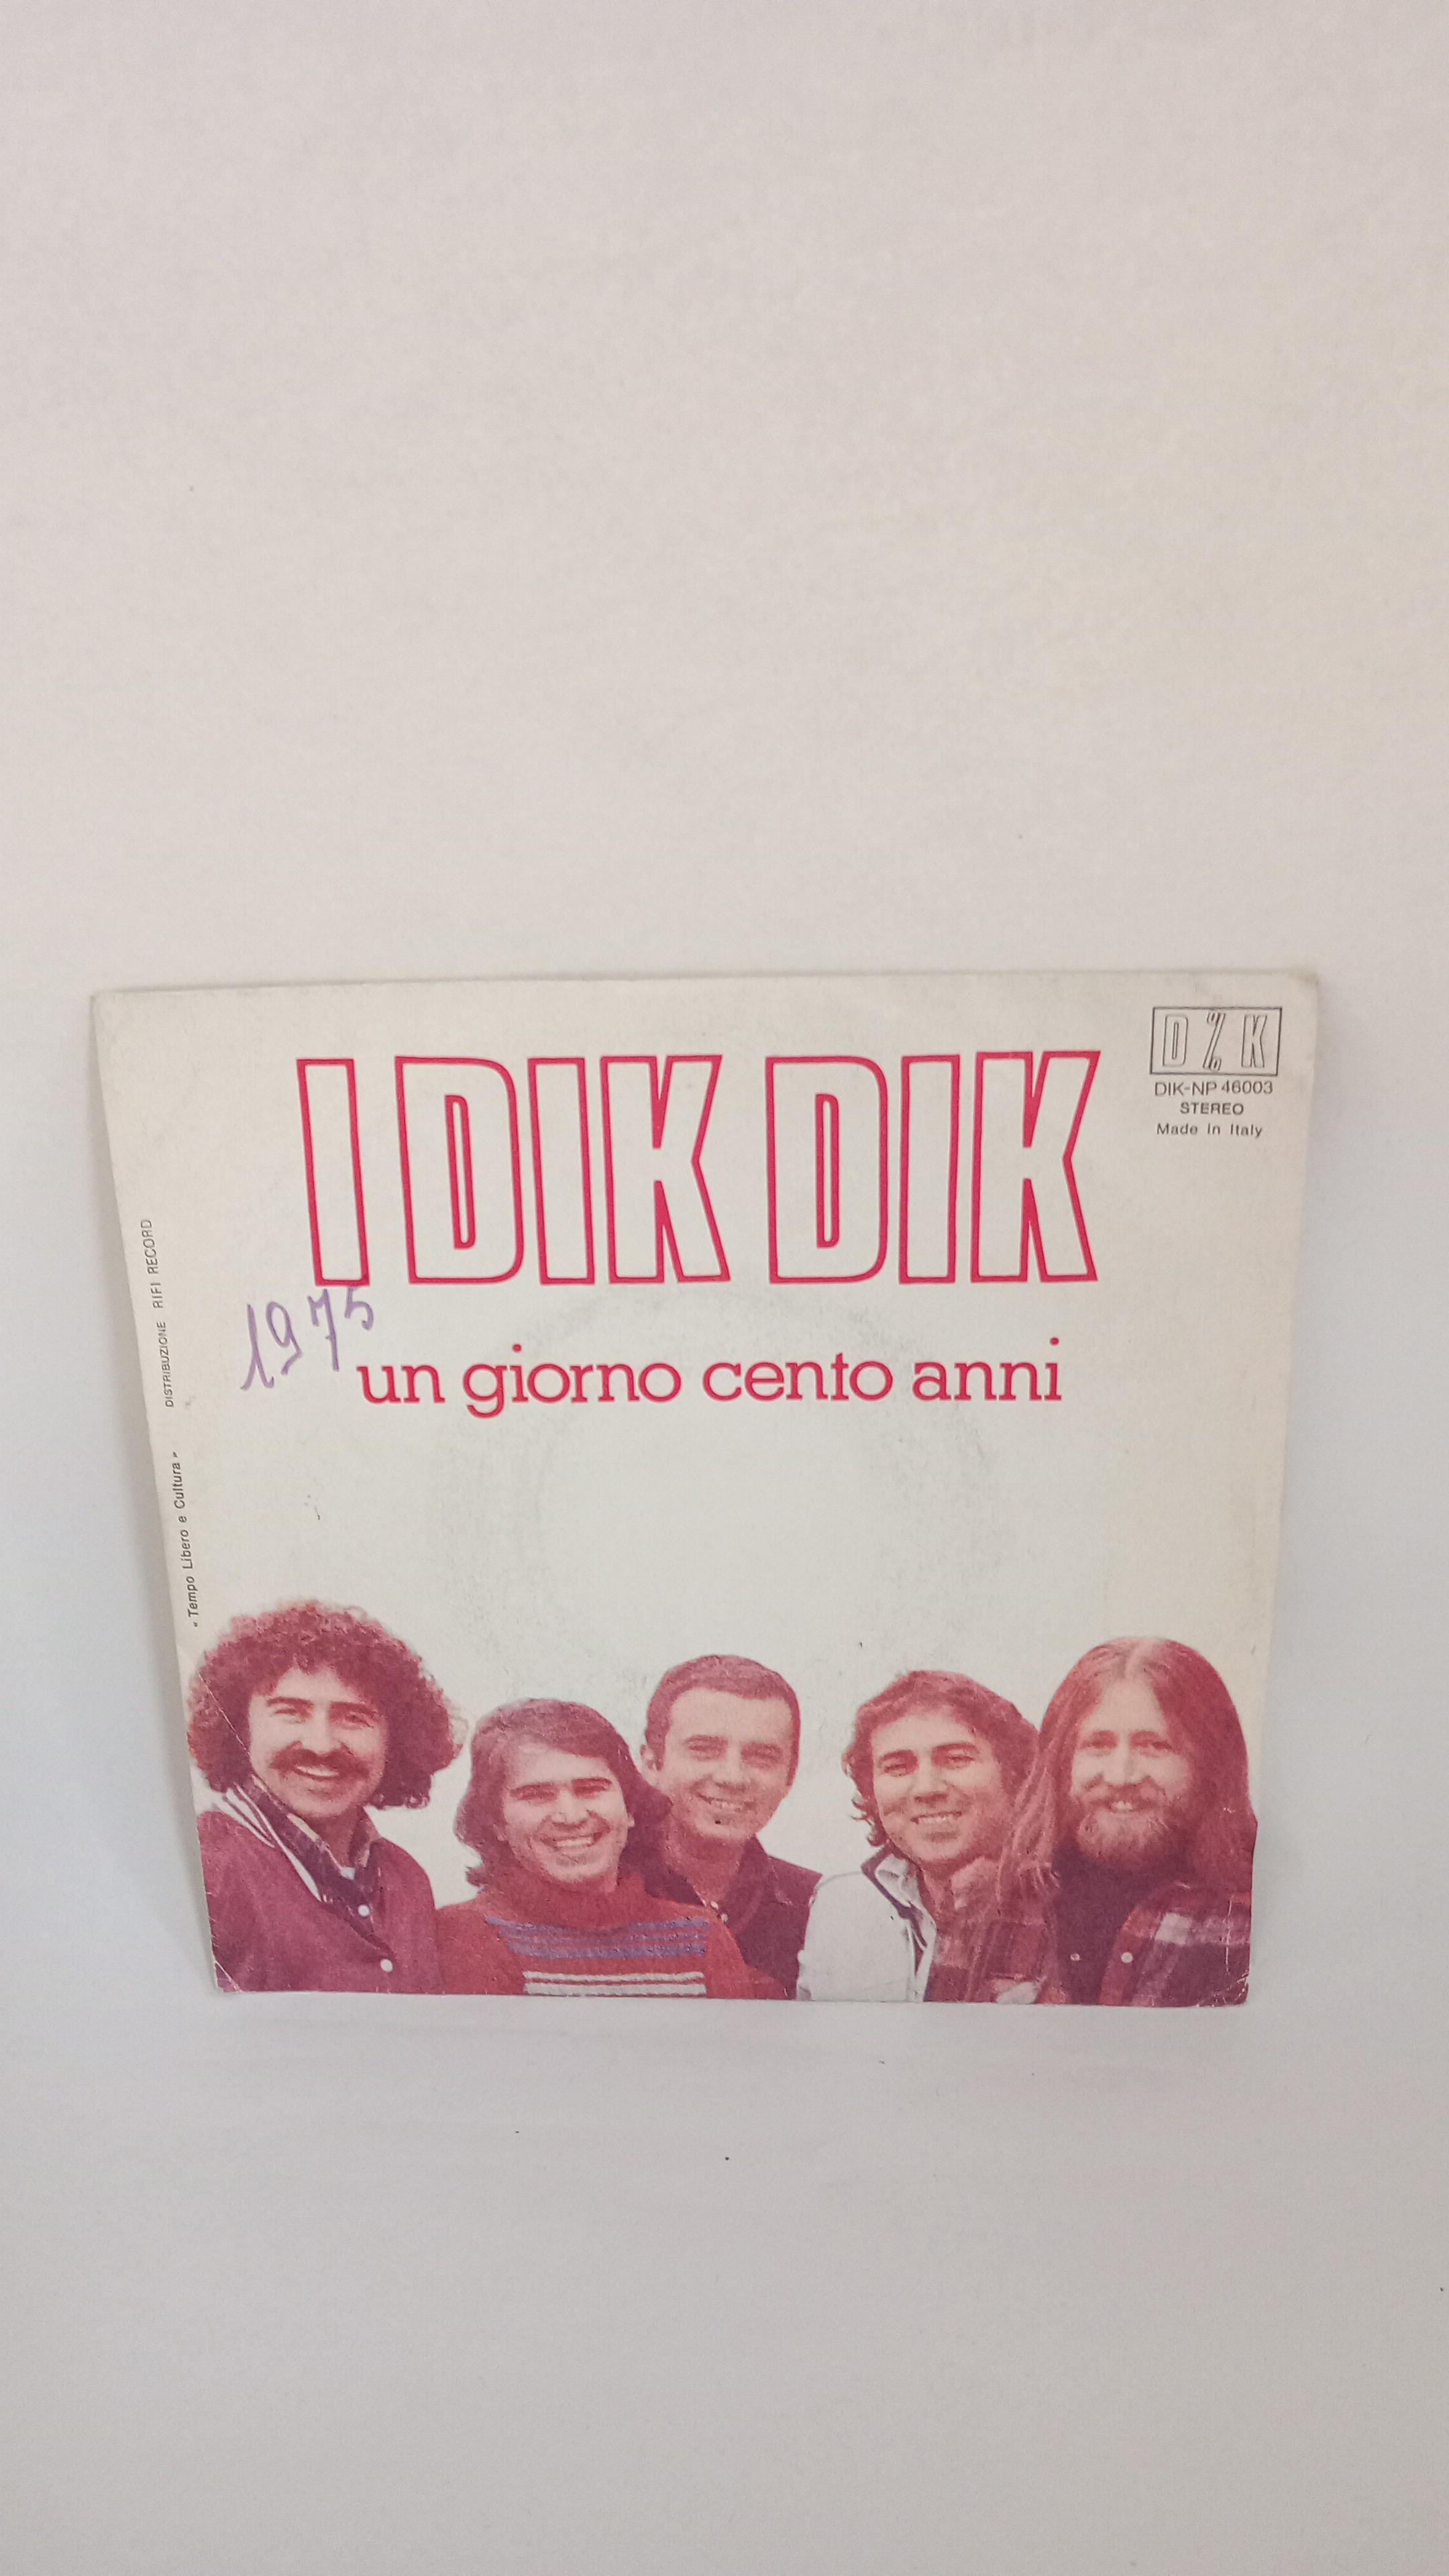 D I K
DIK-NP 46003
STEREO
Made in Italy
I DIK DIK
1975
un giorno cento anni
DISTRIBUZIONE RIFI RECORD
« Tempo Libero e Cultura »